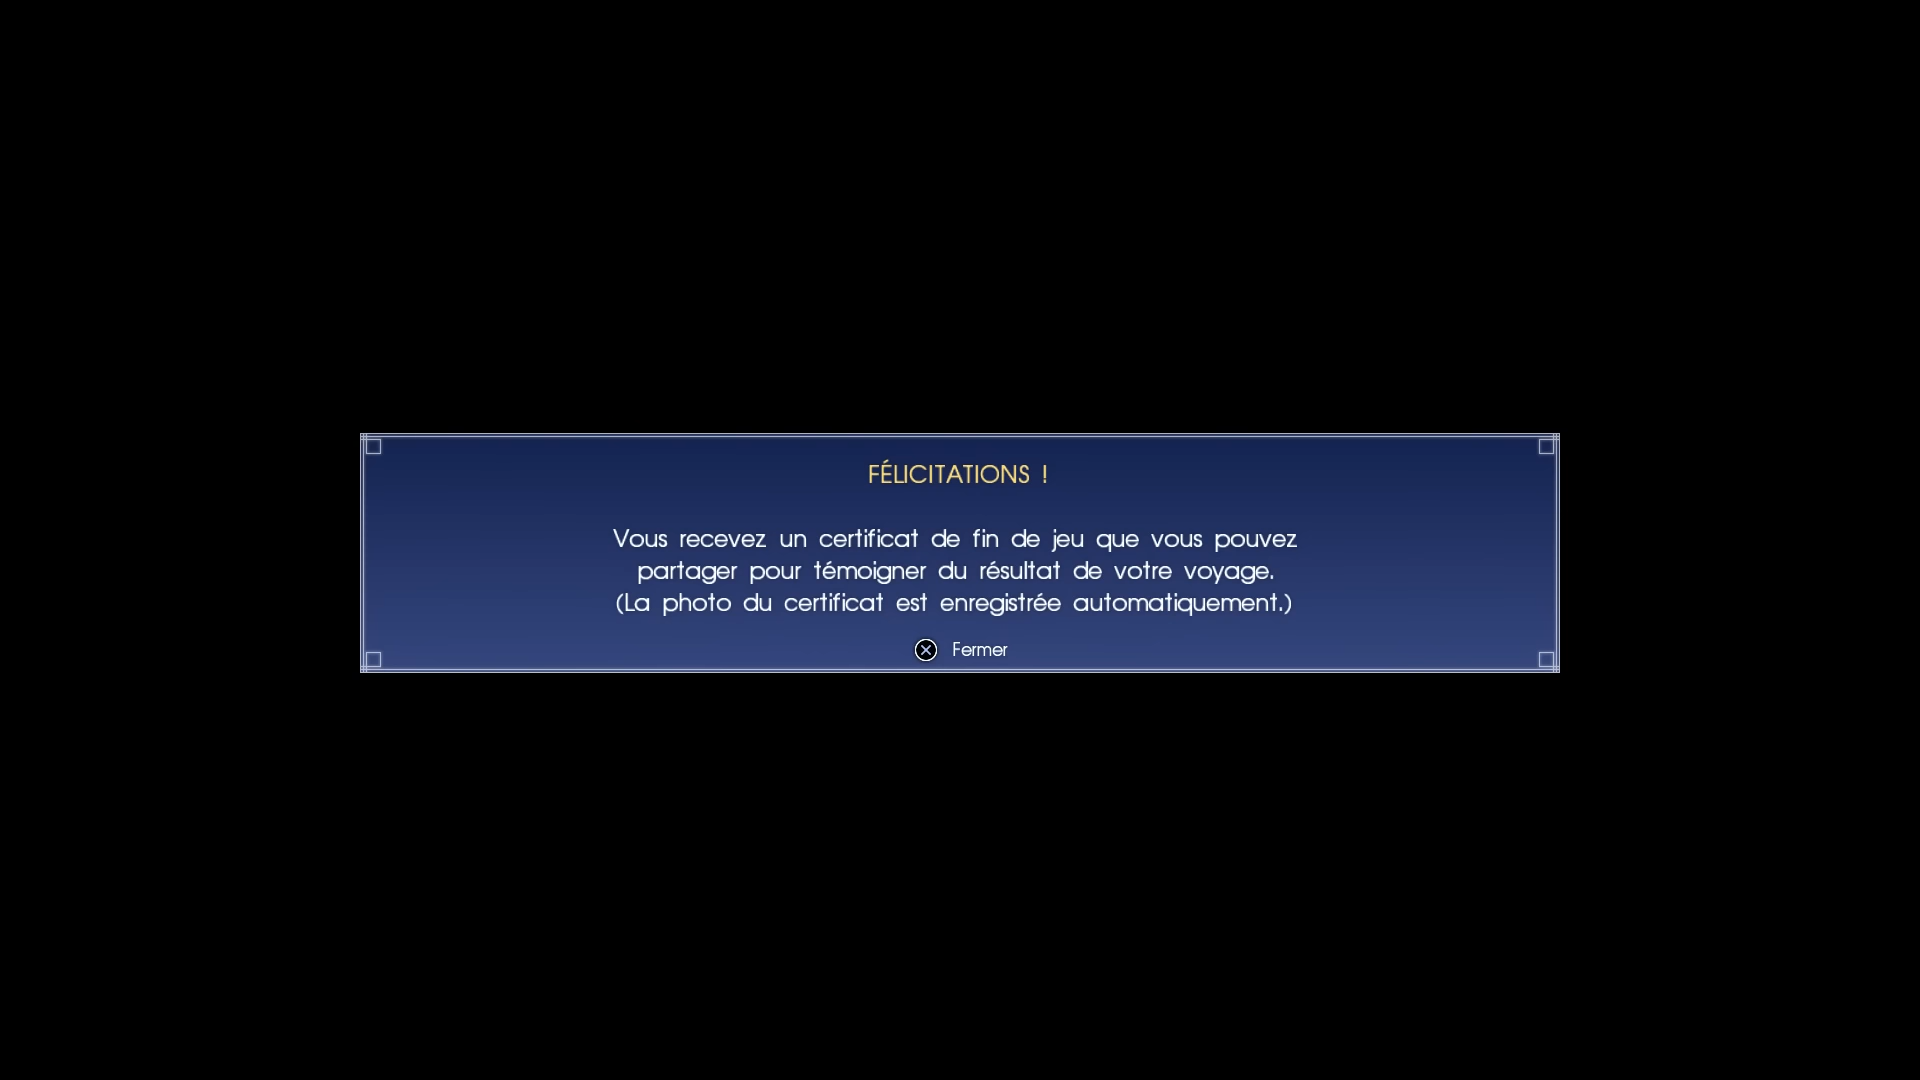 FÉLICITATIONS !
Vous recevez un certificat de fin de jeu que vous pouvez
partager pour témoigner du résultat de votre voyage.
(La photo du certificat est enregistrée automatiquement.)
Fermer